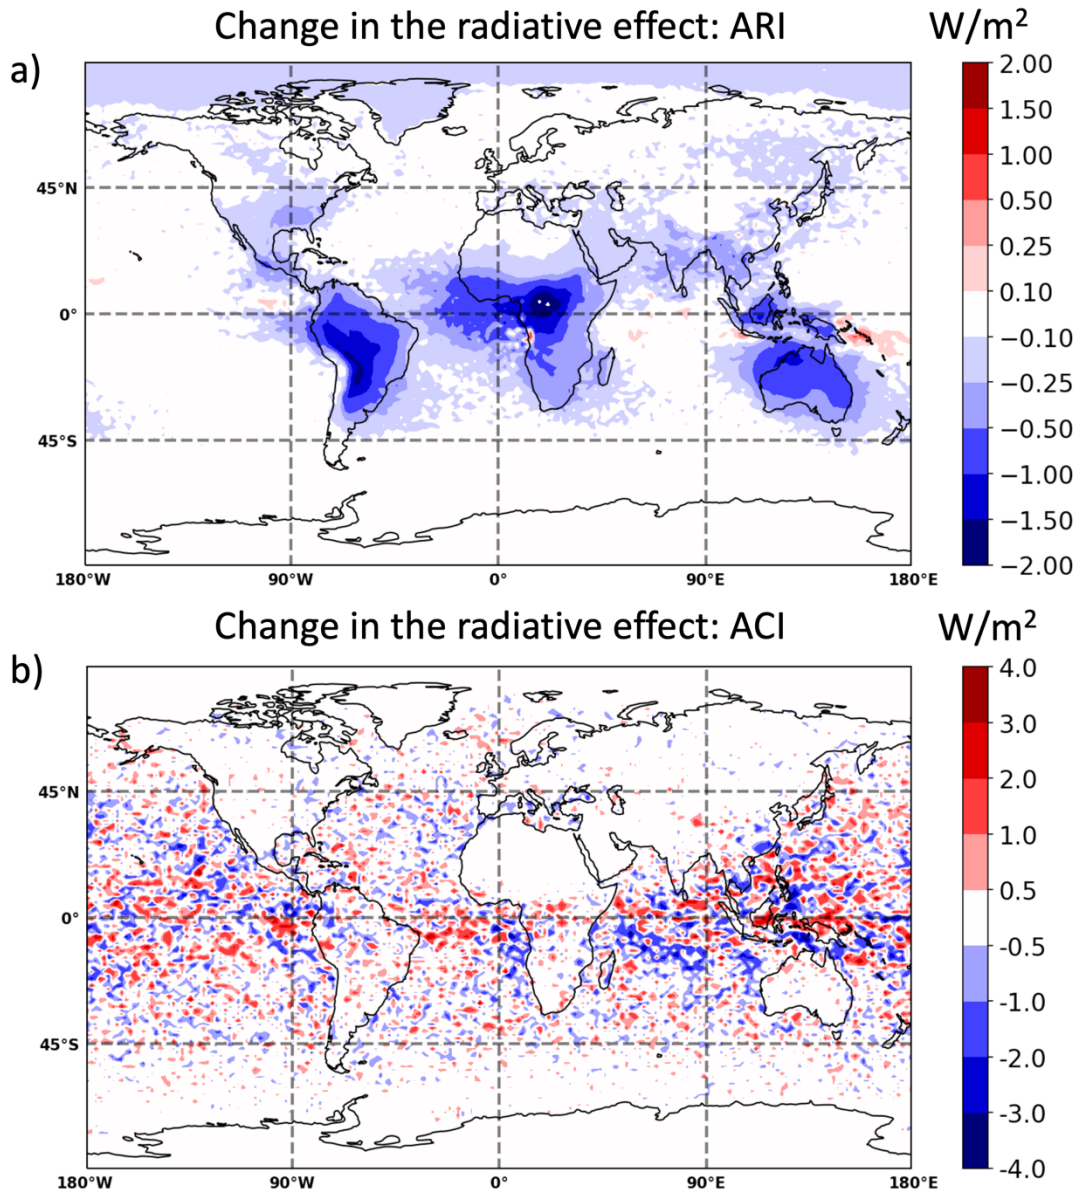 Change in the radiative effect: ARI
W/m²
a)
2.00
1.50
1.00
0.50
0.25
0.10
−0.10
−0.25
−0.50
−1.00
−1.50
−2.00
45°N
0°
45°S
180°W 90°W 0° 90°E 180°E
Change in the radiative effect: ACI
W/m²
b)
4.0
3.0
2.0
1.0
0.5
-0.5
-1.0
-2.0
-3.0
-4.0
45°N
0°
45°S
180°W 90°W 0° 90°E 180°E